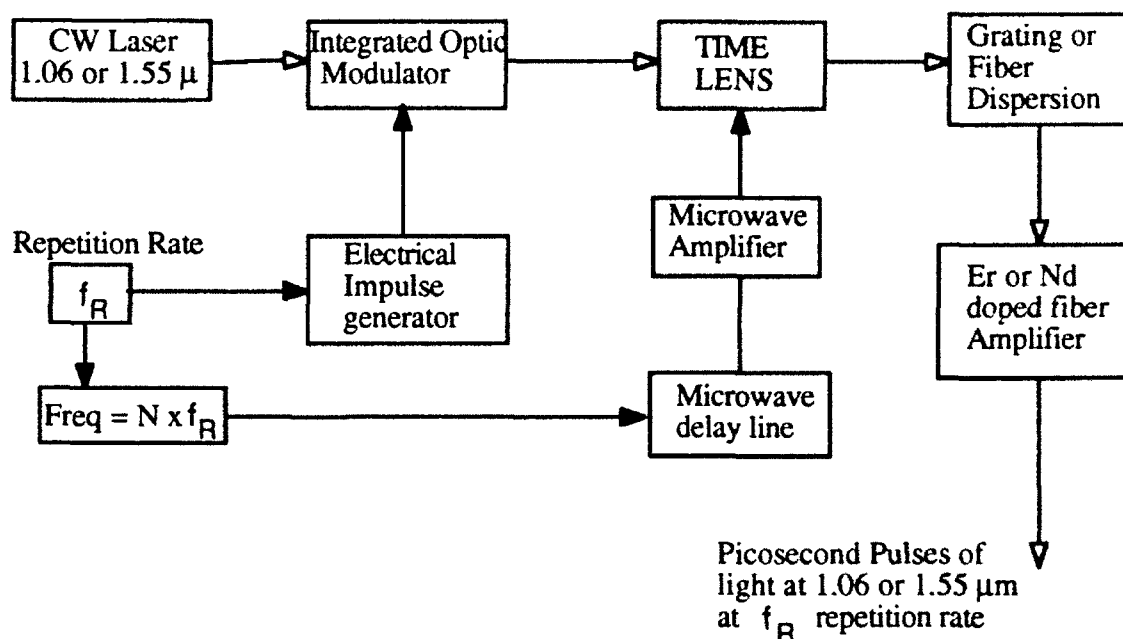 CW Laser
1.06 or 1.55 μ
Integrated Optic
Modulator
TIME
LENS
Grating or
Fiber
Dispersion
Microwave
Amplifier
Repetition Rate
f_R
Electrical
Impulse
generator
Er or Nd
doped fiber
Amplifier
Freq = N x f_R
Microwave
delay line
Picosecond Pulses of
light at 1.06 or 1.55 μm
at f_R repetition rate